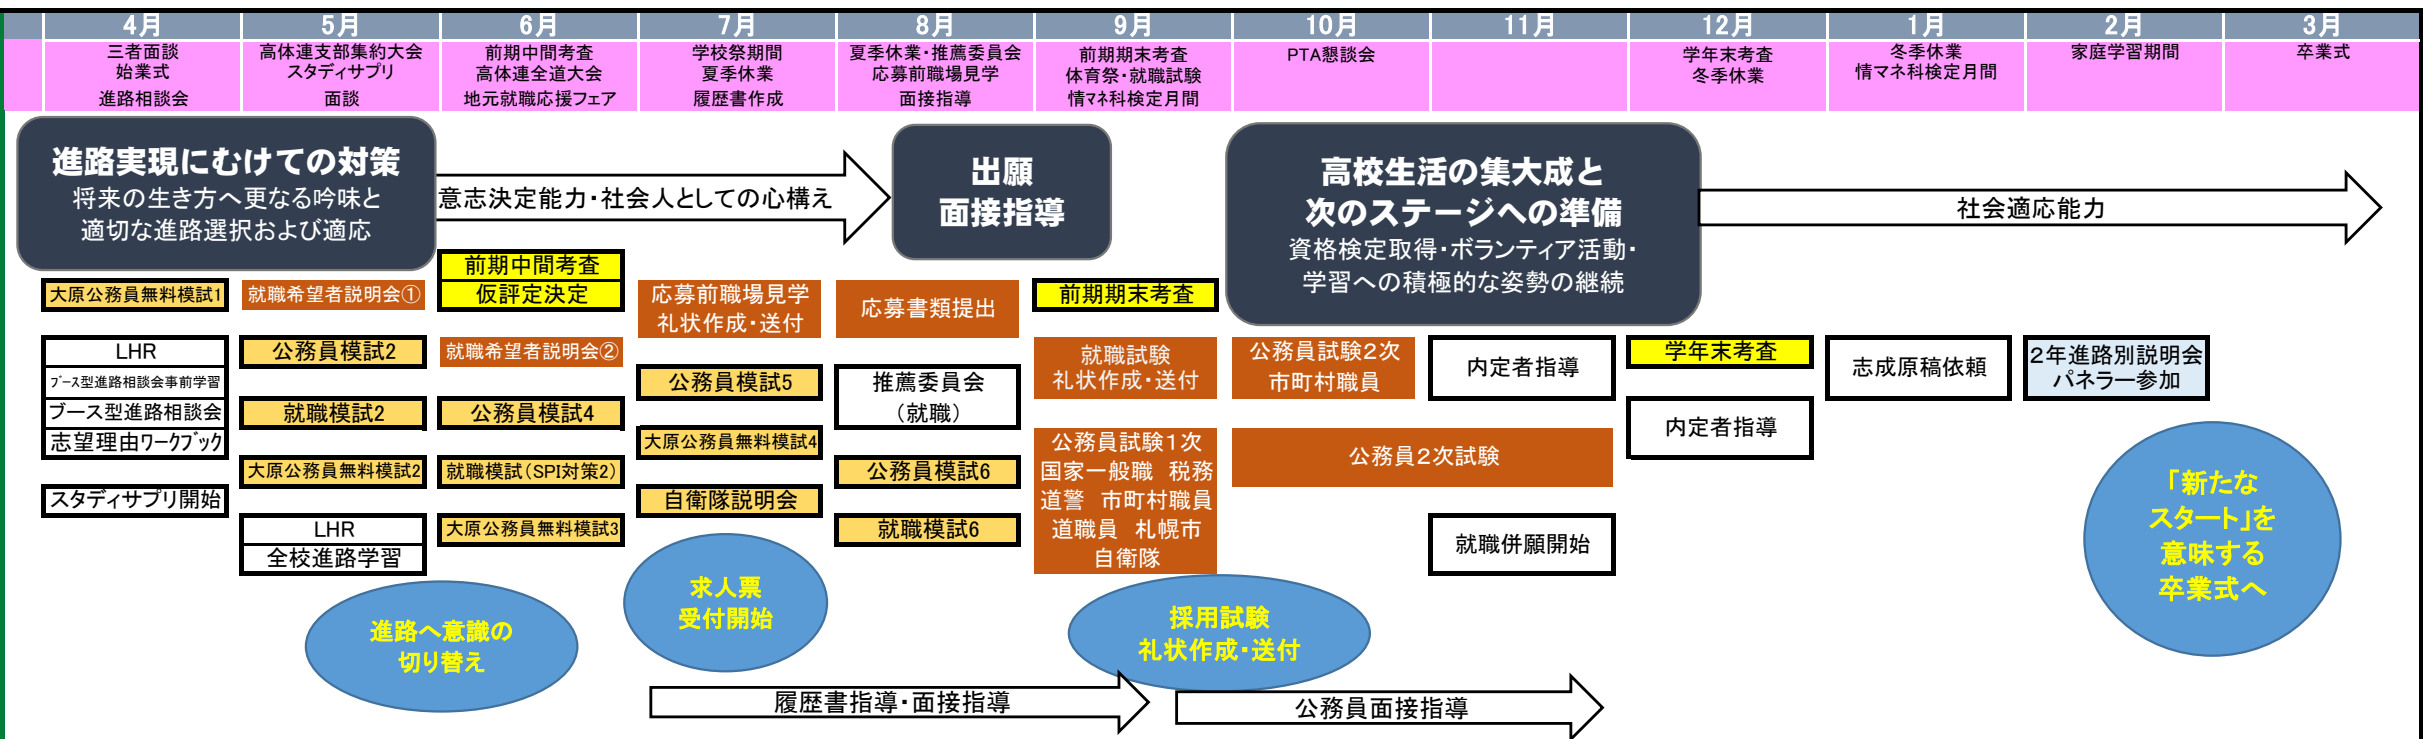 4月
5月
6月
7月
8月
9月
10月
11月
12月
1月
2月
3月
三者面談
始業式
進路相談会
高体連支部集約大会
スタディサプリ
面談
前期中間考査
高体連全道大会
地元就職応援フェア
学校祭期間
夏季休業
履歴書作成
夏季休業・推薦委員会
応募前職場見学
面接指導
前期期末考査
体育祭・就職試験
情マネ科検定月間
PTA懇談会
学年末考査
冬季休業
冬季休業
情マネ科検定月間
家庭学習期間
卒業式
進路実現にむけての対策
将来の生き方へ更なる吟味と
適切な進路選択および適応
意志決定能力・社会人としての心構え
出願
面接指導
高校生活の集大成と
次のステージへの準備
資格検定取得・ボランティア活動・
学習への積極的な姿勢の継続
社会適応能力
大原公務員無料模試1
LHR
ブース型進路相談会事前学習
ブース型進路相談会
志望理由ワークブック
スタディサプリ開始
就職希望者説明会①
公務員模試2
就職模試2
大原公務員無料模試2
LHR
全校進路学習
前期中間考査
仮評定決定
就職希望者説明会②
公務員模試4
就職模試(SPI対策2)
大原公務員無料模試3
応募前職場見学
礼状作成・送付
公務員模試5
大原公務員無料模試4
自衛隊説明会
応募書類提出
推薦委員会
(就職)
公務員模試6
就職模試6
前期期末考査
就職試験
礼状作成・送付
公務員試験1次
国家一般職 税務
道警 市町村職員
道職員 札幌市
自衛隊
公務員試験2次
市町村職員
公務員2次試験
内定者指導
就職併願開始
学年末考査
内定者指導
志成原稿依頼
2年進路別説明会
パネラー参加
進路へ意識の
切り替え
求人票
受付開始
採用試験
礼状作成・送付
「新たな
スタート」を
意味する
卒業式へ
履歴書指導・面接指導
公務員面接指導